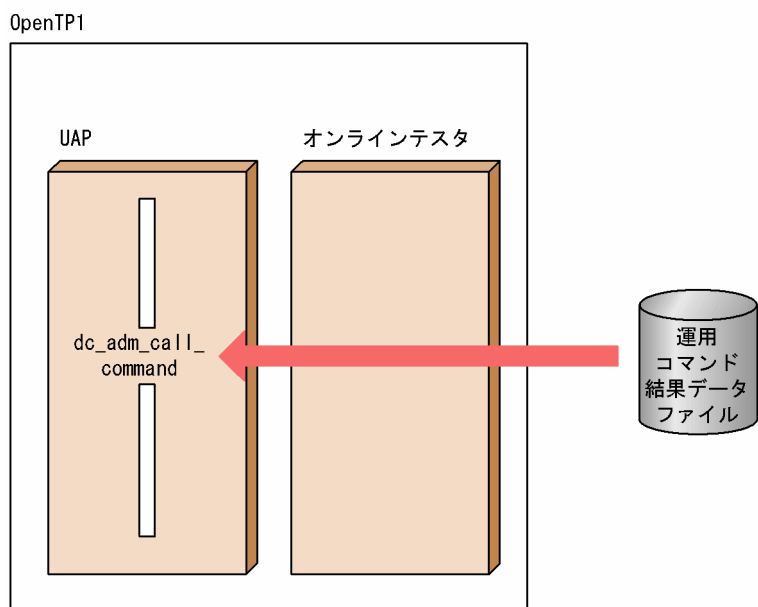 OpenTP1
UAP
オンラインテスタ
dc_adm_call_
command
運用
コマンド
結果データ
ファイル